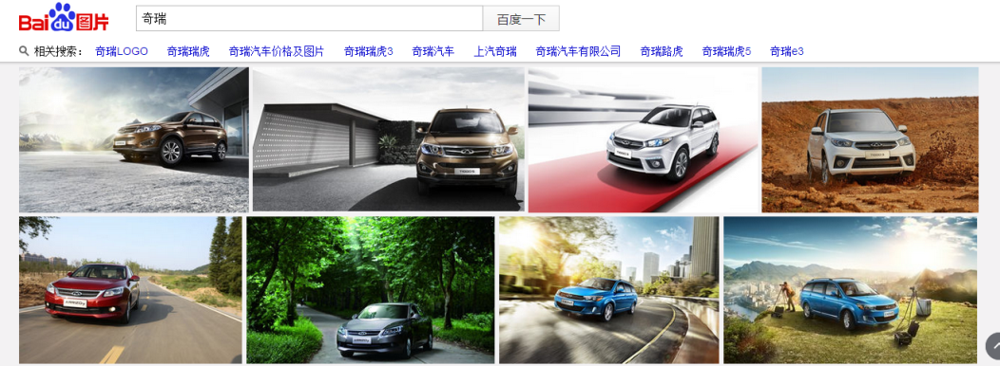 Bai du 图片 奇瑞 百度一下
相关搜索: 奇瑞LOGO 奇瑞瑞虎 奇瑞汽车价格及图片 奇瑞瑞虎3 奇瑞汽车 上汽奇瑞 奇瑞汽车有限公司 奇瑞路虎 奇瑞瑞虎5 奇瑞e3